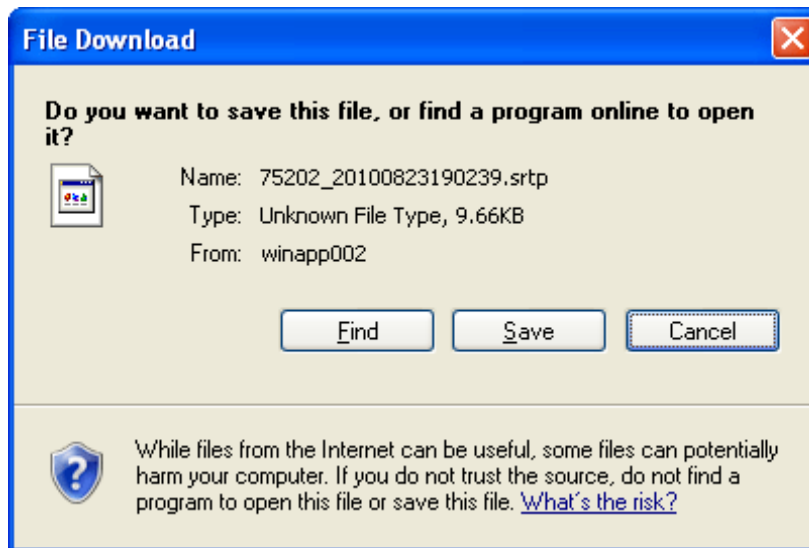 File Download
Do you want to save this file, or find a program online to open
it?
Name: 75202_20100823190239.srtp
Type: Unknown File Type, 9.66KB
From: winapp002
Find
Save
Cancel
While files from the Internet can be useful, some files can potentially
harm your computer. If you do not trust the source, do not find a
program to open this file or save this file. What's the risk?